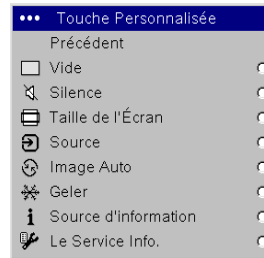 Touche Personnalisée
Précédent
Vide
Silence
Taille de l'Écran
Source
Image Auto
Geler
Source d'information
Le Service Info.